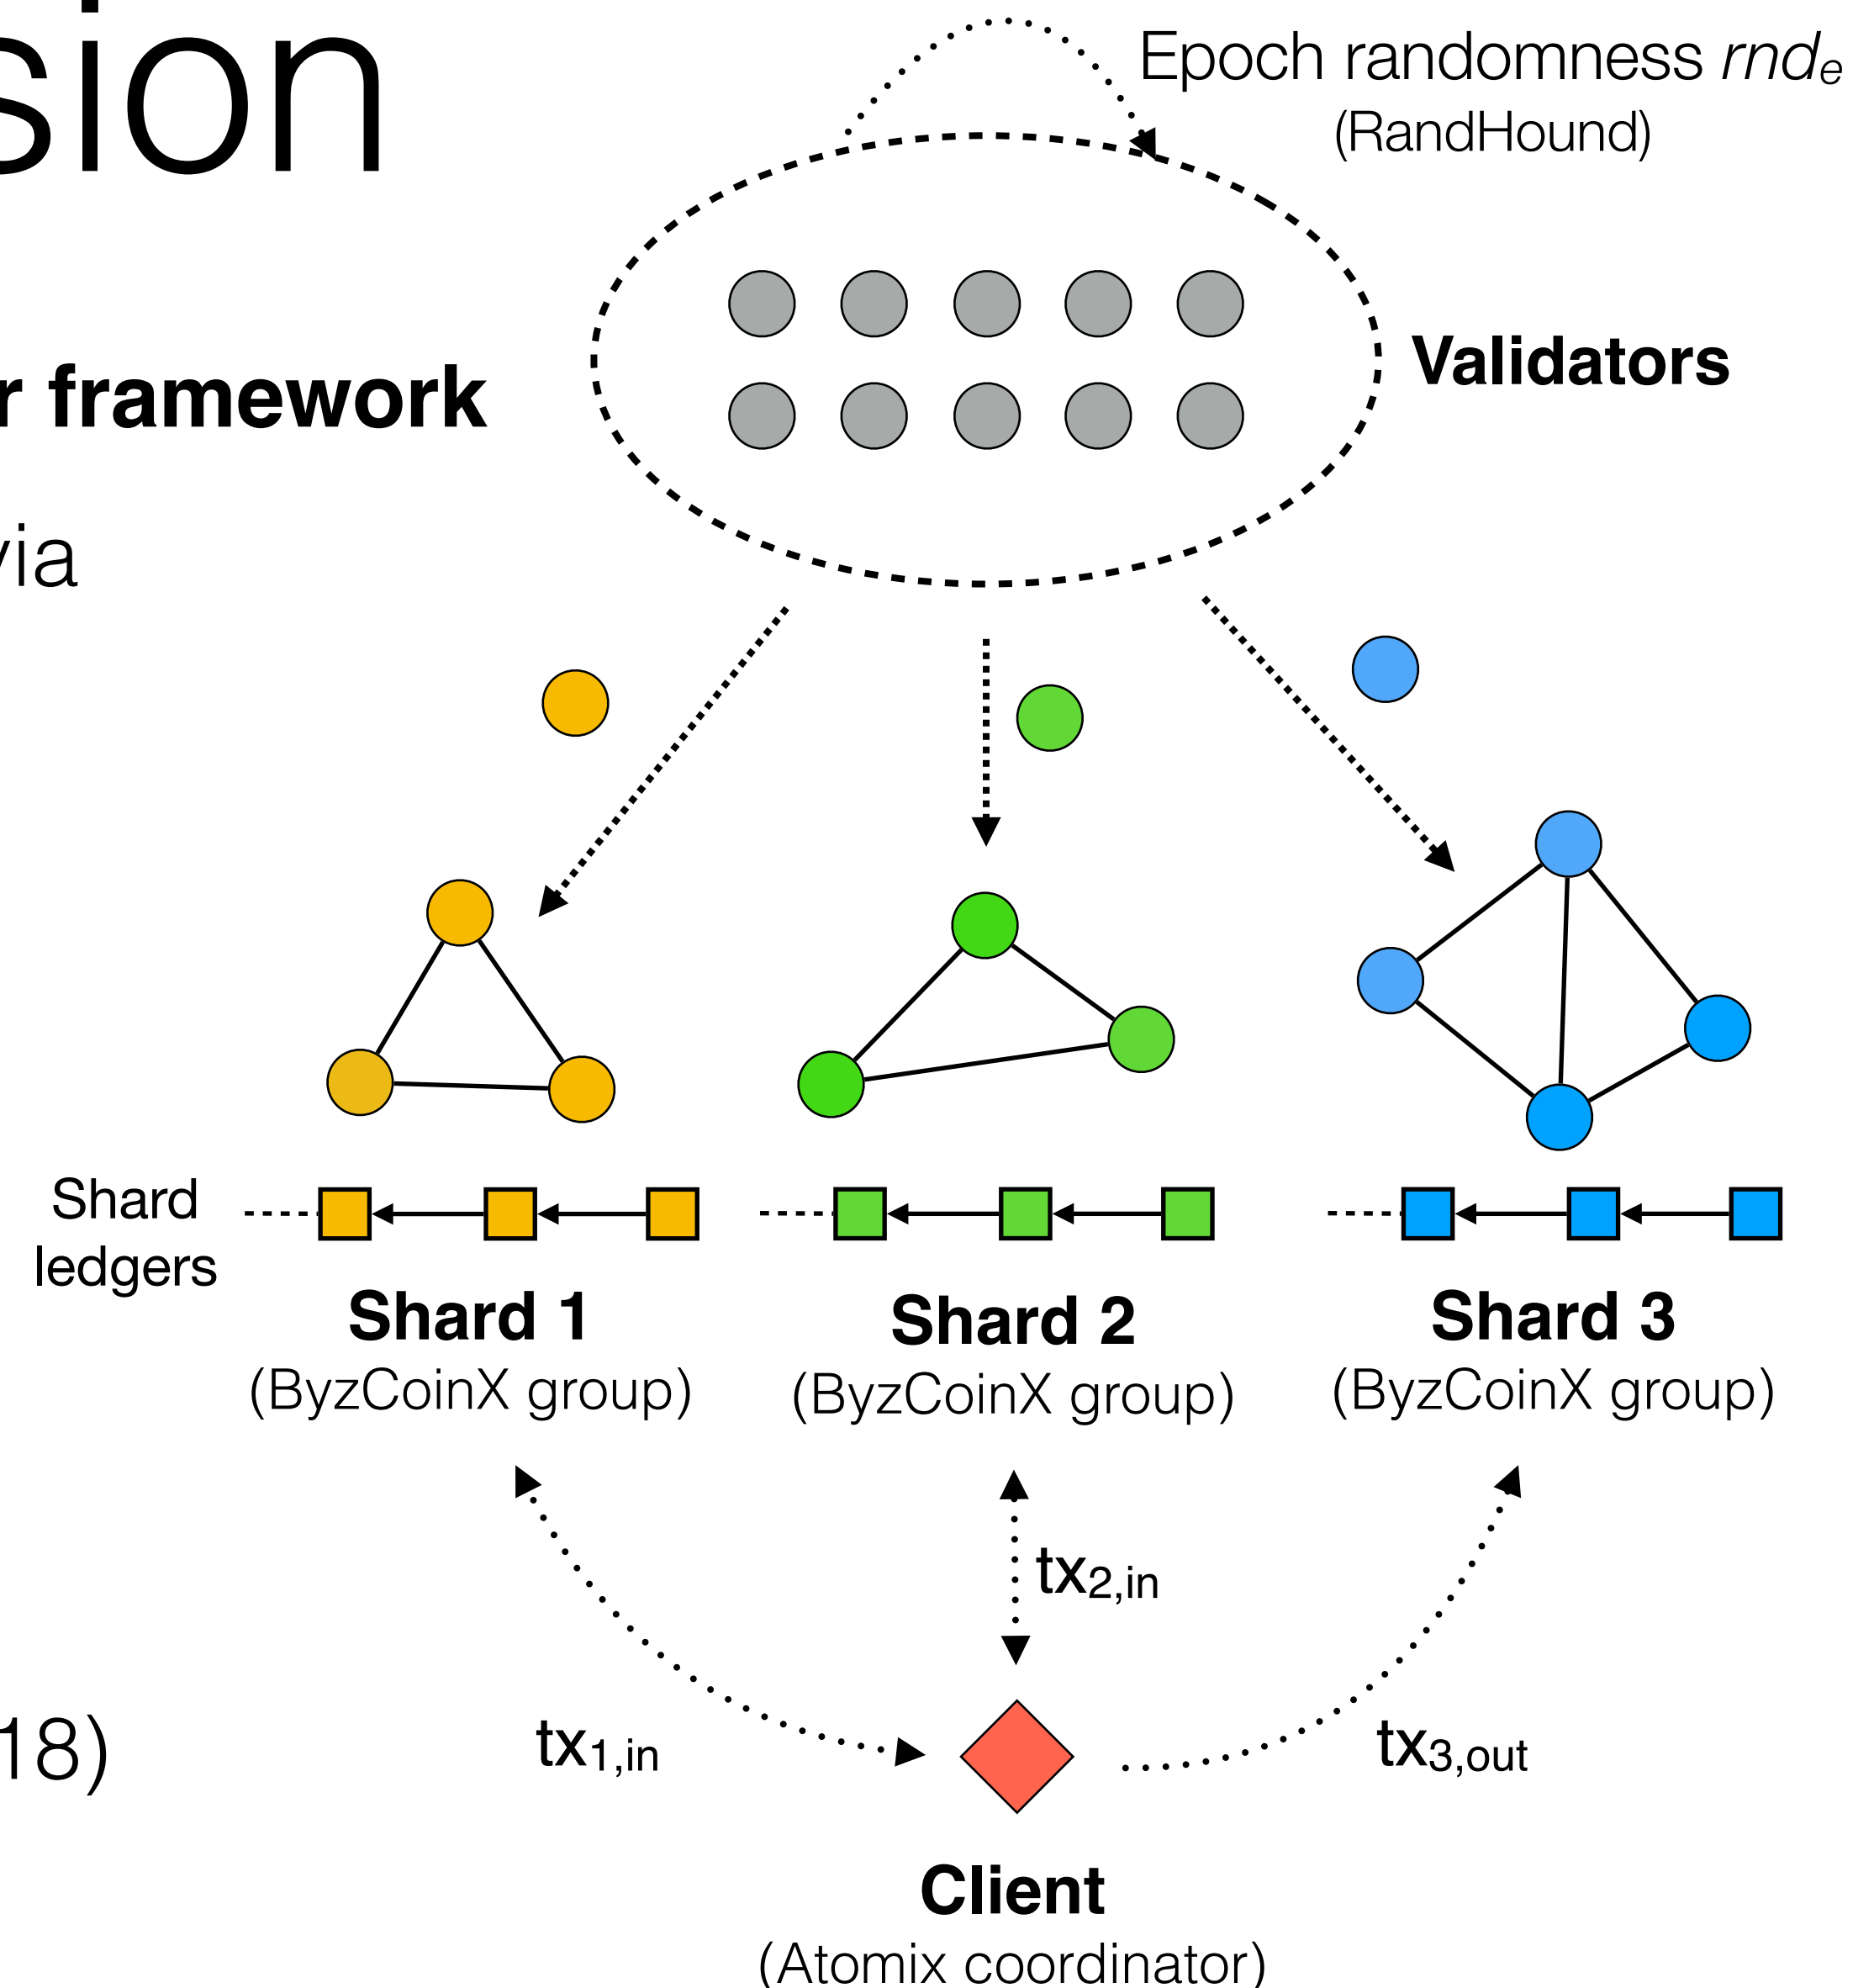 sion
Epoch randomness rnde
(RandHound)
r framework
Validators
via
Shard
ledgers
Shard 1
(ByzCoinX group)
Shard 2
(ByzCoinX group)
Shard 3
(ByzCoinX group)
tx2,in
tx1,in
tx3,out
18)
Client
(Atomix coordinator)